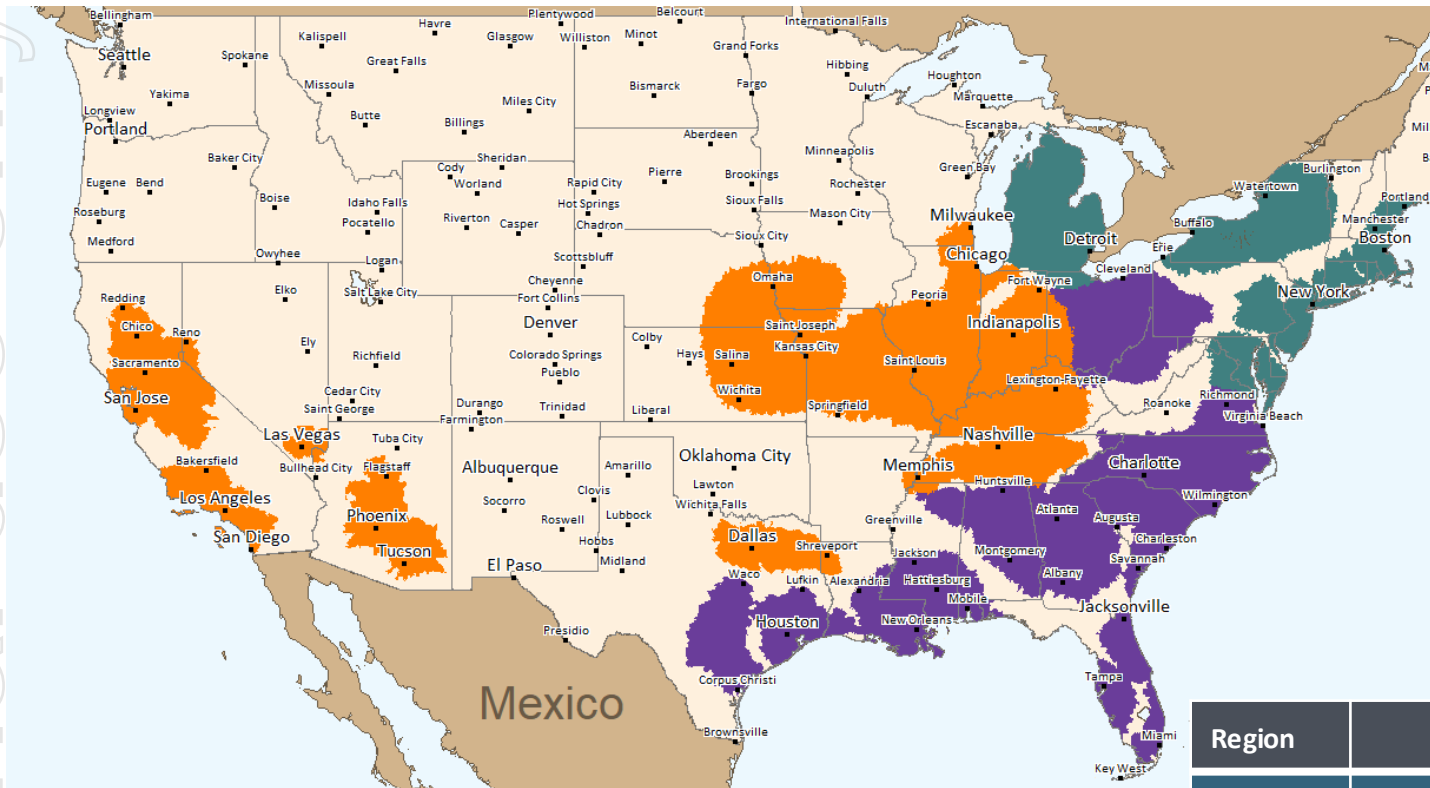 Bellingham
Plentywood
Belcourt
International Falls
Havre
Kalispell
Glasgow
Williston
Minot
Grand Forks
Seattle
Spokane
Great Falls
Hibbing
Missoula
Bismarck
Fargo
Duluth
Houghton
Yakima
Miles City
Marquette
Longview
Butte
Billings
Portland
Aberdeen
Escanaba
Baker City
Sheridan
Minneapolis
Cody
Green Bay
Burlington
Eugene
Bend
Worland
Rapid City
Pierre
Brookings
Rochester
Watertown
Boise
Idaho Falls
Hot Springs
Sioux Falls
Portland
Roseburg
Pocatello
Riverton
Casper
Chadron
Mason City
Milwaukee
Buffalo
Manchester
Medford
Sioux City
Detroit
Boston
Owyhee
Logan
Scottsbluff
Chicago
Erie
Cleveland
Cheyenne
Omaha
Fort Wayne
Redding
Elko
Salt Lake City
Fort Collins
Peoria
New York
Chico
Reno
Denver
Saint Joseph
Indianapolis
Ely
Richfield
Colorado Springs
Colby
Hays
Salina
Kansas City
Saint Louis
Sacramento
Pueblo
San Jose
Cedar City
Wichita
Lexington-Fayette
Saint George
Durango
Trinidad
Liberal
Springfield
Roanoke
Richmond
Farmington
Virginia Beach
Las Vegas
Tuba City
Nashville
Bakersfield
Bullhead City
Flagstaff
Albuquerque
Amarillo
Oklahoma City
Memphis
Charlotte
Los Angeles
Socorro
Clovis
Lawton
Huntsville
Wilmington
Phoenix
Roswell
Lubbock
Wichita Falls
Greenville
Atlanta
Augusta
San Diego
Tucson
Hobbs
Dallas
Shreveport
Jackson
Montgomery
Charleston
El Paso
Midland
Waco
Lufkin
Alexandria
Hattiesburg
Albany
Savannah
Mobile
Jacksonville
Presidio
Houston
New Orleans
Corpus Christi
Tampa
Mexico
Brownsville
Miami
Key West
Region